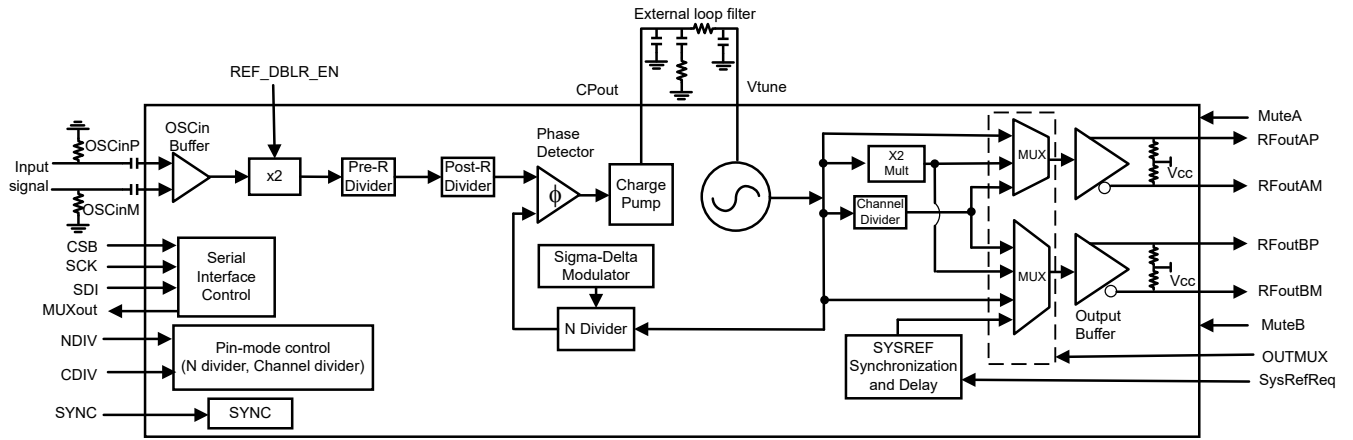 External loop filter
REF_DBLR_EN
CPout
Vtune
OSCinP
OSCin
Buffer
Input
signal
OSCinM
x2
Pre-R
Divider
Post-R
Divider
Phase
Detector
ϕ
Charge
Pump
X2
Mult
Channel
Divider
MUX
MUX
Vcc
Vcc
Output
Buffer
MuteA
RFoutAP
RFoutAM
RFoutBP
RFoutBM
MuteB
OUTMUX
SysRefReq
CSB
SCK
SDI
MUXout
Serial
Interface
Control
Sigma-Delta
Modulator
N Divider
SYSREF
Synchronization
and Delay
NDIV
CDIV
Pin-mode control
(N divider, Channel divider)
SYNC
SYNC